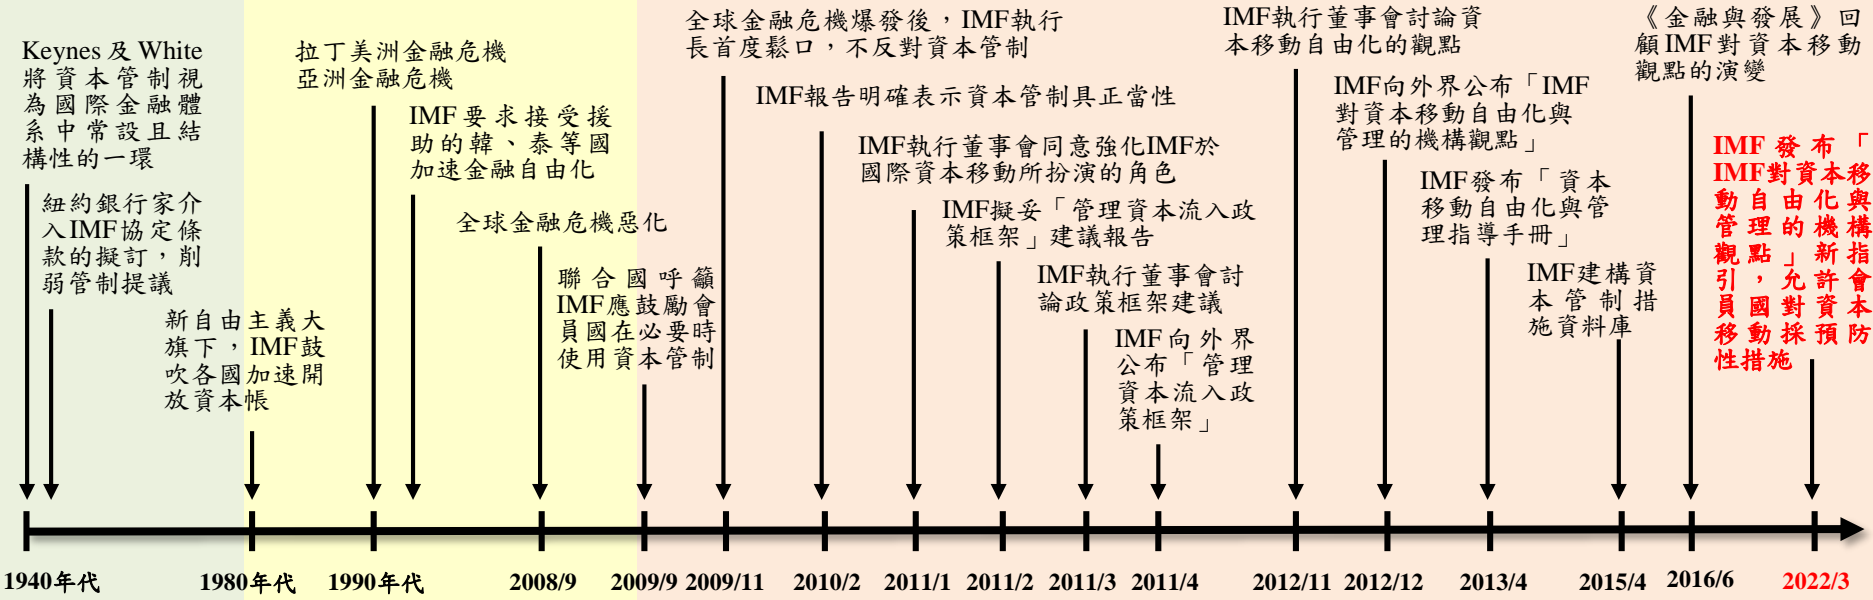 Keynes 及 White
將資本管制視
為國際金融體
系中常設且結
構性的一環
紐約銀行家介
入IMF協定條
款的擬訂，削
弱管制提議
新自由主義大
旗下，IMF鼓
吹各國加速開
放資本帳
拉丁美洲金融危機
亞洲金融危機
IMF要求接受援
助的韓、泰等國
加速金融自由化
全球金融危機惡化
聯合國呼籲
IMF應鼓勵會
員國在必要時
使用資本管制
全球金融危機爆發後，IMF執行
長首度鬆口，不反對資本管制
IMF報告明確表示資本管制具正當性
IMF執行董事會同意強化IMF於
國際資本移動所扮演的角色
IMF擬妥「管理資本流入政
策框架」建議報告
IMF執行董事會討
論政策框架建議
IMF向外界
公布「管理
資本流入政
策框架」
IMF執行董事會討論資
本移動自由化的觀點
IMF向外界公布「IMF
對資本移動自由化與
管理的機構觀點」
IMF發布「資本
移動自由化與管
理指導手冊」
IMF建構資
本管制措
施資料庫
《金融與發展》回
顧IMF對資本移動
觀點的演變
IMF發布「
IMF對資本移
動自由化與
管理的機構
觀點」新指
引，允許會
員國對資本
移動採預防
性措施
1940年代
1980年代
1990年代
2008/9
2009/9
2009/11
2010/2
2011/1
2011/2
2011/3
2011/4
2012/11
2012/12
2013/4
2015/4
2016/6
2022/3